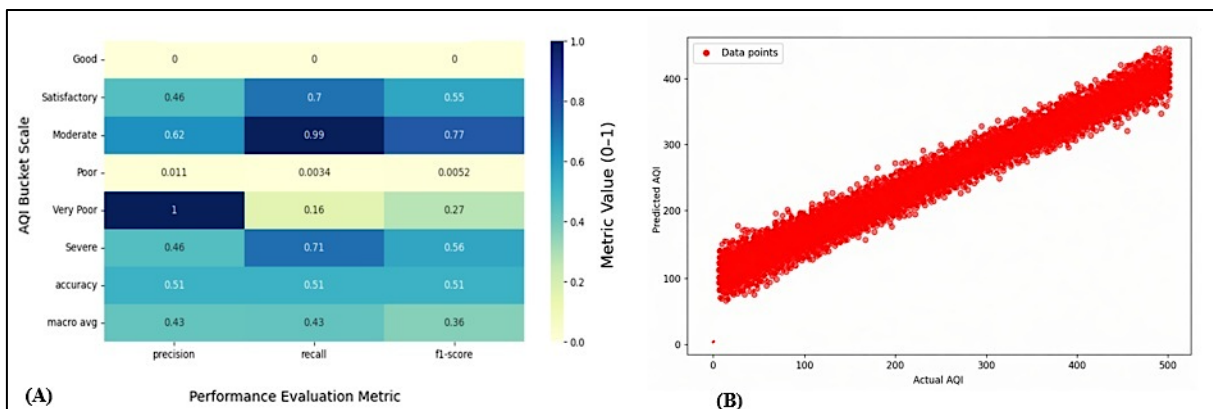 Good 0 0 0
Satisfactory 0.46 0.7 0.55
Moderate 0.62 0.99 0.77
Poor 0.011 0.0034 0.0052
Very Poor 1 0.16 0.27
Severe 0.46 0.71 0.56
accuracy 0.51 0.51 0.51
macro avg 0.43 0.43 0.36
precision recall f1-score
AQI Bucket Scale
Performance Evaluation Metric
1.0
0.8
0.6
0.4
0.2
0.0
Metric Value (0–1)
(A)
Data points
400
300
200
100
0
Predicted AQI
0 100 200 300 400 500
Actual AQI
(B)